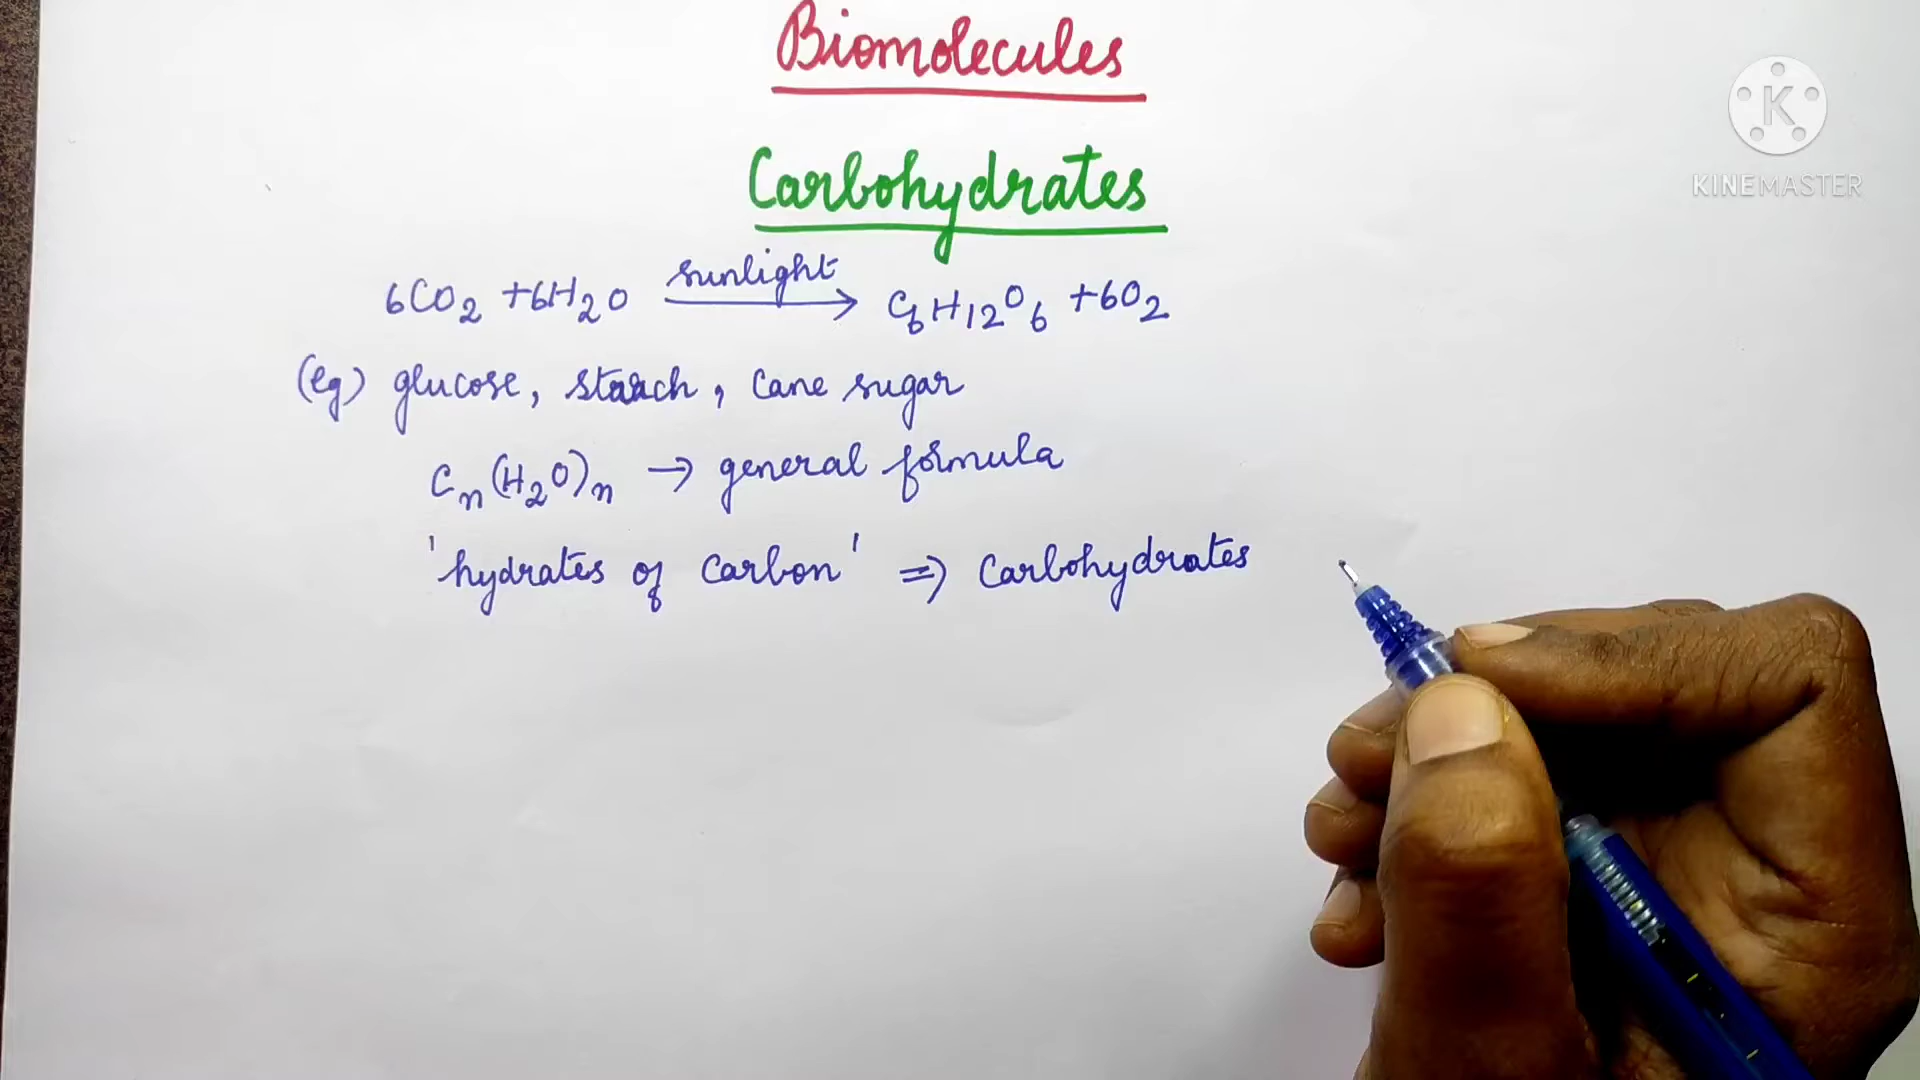 Biomolecules
K
KINEMASTER
Carbohydrates
6CO₂ + 6H₂O sunlight → C₆H₁₂O₆ + 6O₂
(eg) glucose, starch, cane sugar
Cₙ(H₂O)ₙ → general formula
'hydrates of carbon' ⇒ Carbohydrates